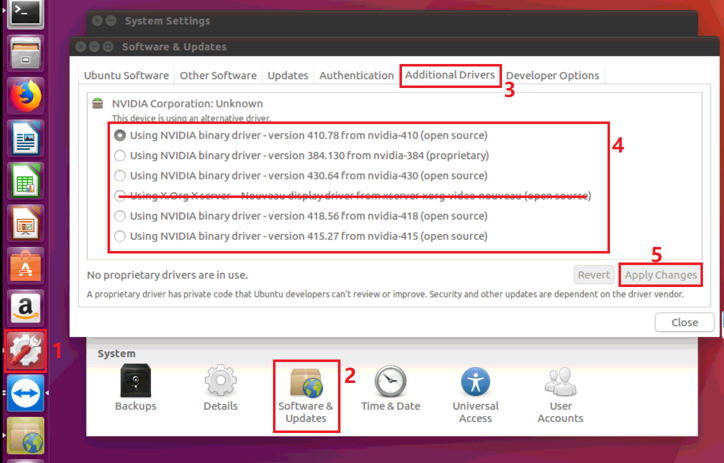 System Settings
Software & Updates
Ubuntu Software Other Software Updates Authentication Additional Drivers Developer Options
3
NVIDIA Corporation: Unknown
This device is using an alternative driver.
Using NVIDIA binary driver - version 410.78 from nvidia-410 (open source)
4
Using NVIDIA binary driver - version 384.130 from nvidia-384 (proprietary)
Using NVIDIA binary driver - version 430.64 from nvidia-430 (open source)
Using X.Org X server -- Nouveau display driver from xserver-xorg-video-nouveau (open source)
Using NVIDIA binary driver - version 418.56 from nvidia-418 (open source)
Using NVIDIA binary driver - version 415.27 from nvidia-415 (open source)
5
No proprietary drivers are in use. Revert Apply Changes
A proprietary driver has private code that Ubuntu developers can't review or improve. Security and other updates are dependent on the driver vendor.
Close
1
System
2
Backups Details Software & Updates Time & Date Universal Access User Accounts